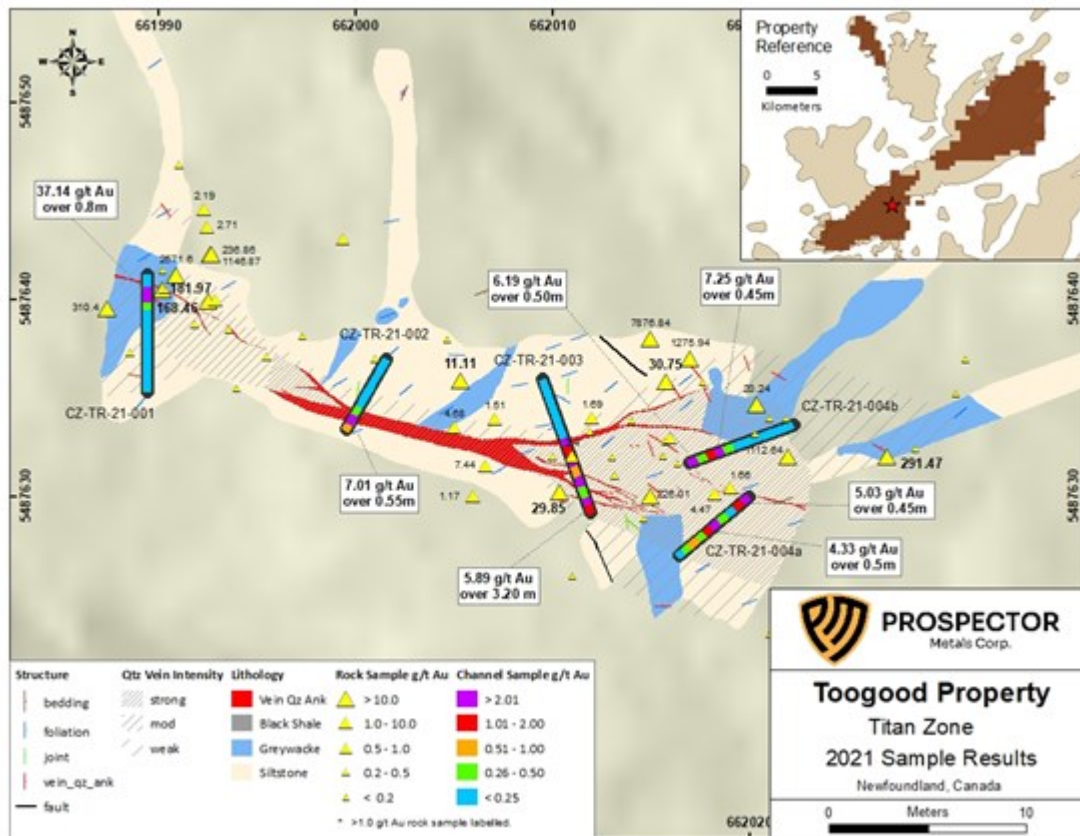 661990
662000
662010
5487650
5487640
5487630
5487640
5487630
662020
N
W
E
S
Property
Reference
0 5
Kilometers
37.14 g/t Au
over 0.8m
2.19
2.71
236.86
1146.87
2671.6
181.97
168.46
310.4
CZ-TR-21-001
CZ-TR-21-002
11.11
CZ-TR-21-003
6.19 g/t Au
over 0.50m
7.25 g/t Au
over 0.45m
7876.84
1275.94
30.75
20.24
CZ-TR-21-004b
4.68
1.51
1.69
7.44
1112.64
291.47
7.01 g/t Au
over 0.55m
1.17
29.85
826.01
1.66
4.47
5.03 g/t Au
over 0.45m
CZ-TR-21-004a
4.33 g/t Au
over 0.5m
5.89 g/t Au
over 3.20 m
Structure
bedding
foliation
joint
vein_qz_ank
fault
Qtz Vein Intensity
strong
mod
weak
Lithology
Vein Qz Ank
Black Shale
Greywacke
Siltstone
Rock Sample g/t Au
> 10.0
1.0 - 10.0
0.5 - 1.0
0.2 - 0.5
< 0.2
* >1.0 g/t Au rock sample labelled.
Channel Sample g/t Au
> 2.01
1.01 - 2.00
0.51 - 1.00
0.26 - 0.50
< 0.25
PROSPECTOR
Metals Corp.
Toogood Property
Titan Zone
2021 Sample Results
Newfoundland, Canada
Meters
0 10